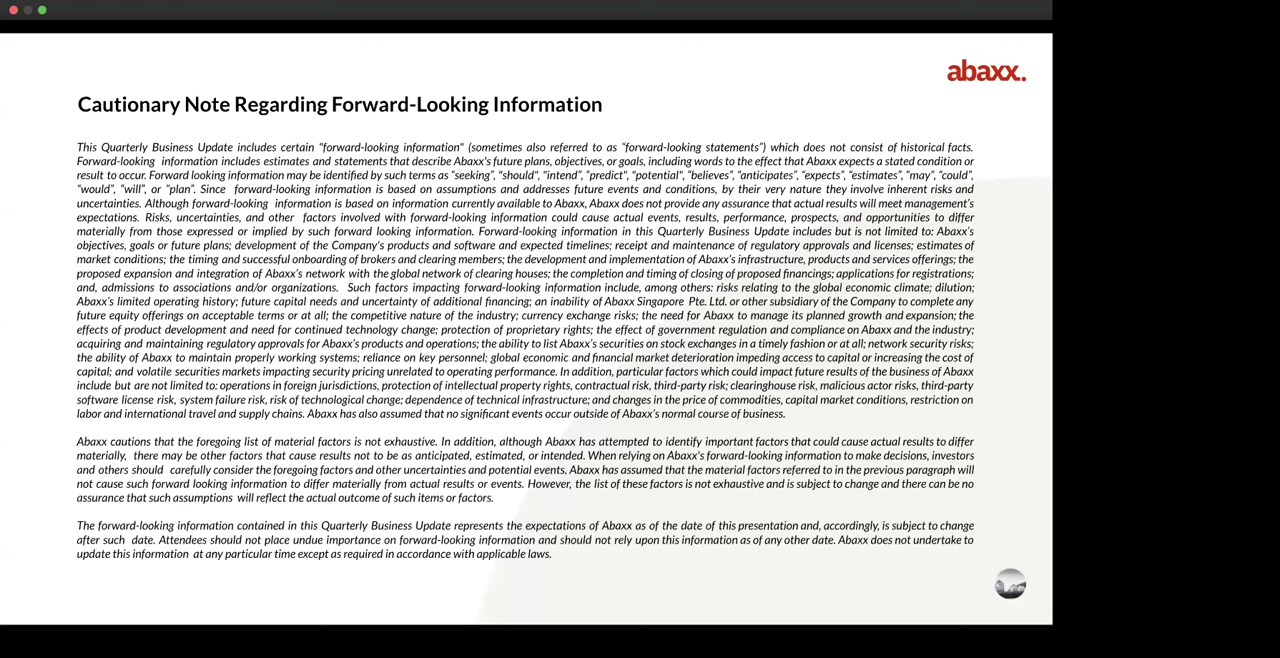 abaxx.
Cautionary Note Regarding Forward-Looking Information
This Quarterly Business Update includes certain "forward-looking information" (sometimes also referred to as “forward-looking statements”) which does not consist of historical facts.
Forward-looking information includes estimates and statements that describe Abaxx's future plans, objectives, or goals, including words to the effect that Abaxx expects a stated condition or
result to occur. Forward looking information may be identified by such terms as “seeking”, "should", "intend", "predict", "potential", "believes", “anticipates”, “expects”, “estimates”, “may”, “could”,
“would”, “will”, or “plan”. Since forward-looking information is based on assumptions and addresses future events and conditions, by their very nature they involve inherent risks and
uncertainties. Although forward-looking information is based on information currently available to Abaxx, Abaxx does not provide any assurance that actual results will meet management’s
expectations. Risks, uncertainties, and other factors involved with forward-looking information could cause actual events, results, performance, prospects, and opportunities to differ
materially from those expressed or implied by such forward looking information. Forward-looking information in this Quarterly Business Update includes but is not limited to: Abaxx’s
objectives, goals or future plans; development of the Company's products and software and expected timelines; receipt and maintenance of regulatory approvals and licenses; estimates of
market conditions; the timing and successful onboarding of brokers and clearing members; the development and implementation of Abaxx’s infrastructure, products and services offerings; the
proposed expansion and integration of Abaxx’s network with the global network of clearing houses; the completion and timing of closing of proposed financings; applications for registrations;
and, admissions to associations and/or organizations. Such factors impacting forward-looking information include, among others: risks relating to the global economic climate; dilution;
Abaxx’s limited operating history; future capital needs and uncertainty of additional financing; an inability of Abaxx Singapore Pte. Ltd. or other subsidiary of the Company to complete any
future equity offerings on acceptable terms or at all; the competitive nature of the industry; currency exchange risks; the need for Abaxx to manage its planned growth and expansion; the
effects of product development and need for continued technology change; protection of proprietary rights; the effect of government regulation and compliance on Abaxx and the industry;
acquiring and maintaining regulatory approvals for Abaxx’s products and operations; the ability to list Abaxx’s securities on stock exchanges in a timely fashion or at all; network security risks;
the ability of Abaxx to maintain properly working systems; reliance on key personnel; global economic and financial market deterioration impeding access to capital or increasing the cost of
capital; and volatile securities markets impacting security pricing unrelated to operating performance. In addition, particular factors which could impact future results of the business of Abaxx
include but are not limited to: operations in foreign jurisdictions, protection of intellectual property rights, contractual risk, third-party risk; clearinghouse risk, malicious actor risks, third-party
software license risk, system failure risk, risk of technological change; dependence of technical infrastructure; and changes in the price of commodities, capital market conditions, restriction on
labor and international travel and supply chains. Abaxx has also assumed that no significant events occur outside of Abaxx’s normal course of business.
Abaxx cautions that the foregoing list of material factors is not exhaustive. In addition, although Abaxx has attempted to identify important factors that could cause actual results to differ
materially, there may be other factors that cause results not to be as anticipated, estimated, or intended. When relying on Abaxx's forward-looking information to make decisions, investors
and others should carefully consider the foregoing factors and other uncertainties and potential events. Abaxx has assumed that the material factors referred to in the previous paragraph will
not cause such forward looking information to differ materially from actual results or events. However, the list of these factors is not exhaustive and is subject to change and there can be no
assurance that such assumptions will reflect the actual outcome of such items or factors.
The forward-looking information contained in this Quarterly Business Update represents the expectations of Abaxx as of the date of this presentation and, accordingly, is subject to change
after such date. Attendees should not place undue importance on forward-looking information and should not rely upon this information as of any other date. Abaxx does not undertake to
update this information at any particular time except as required in accordance with applicable laws.